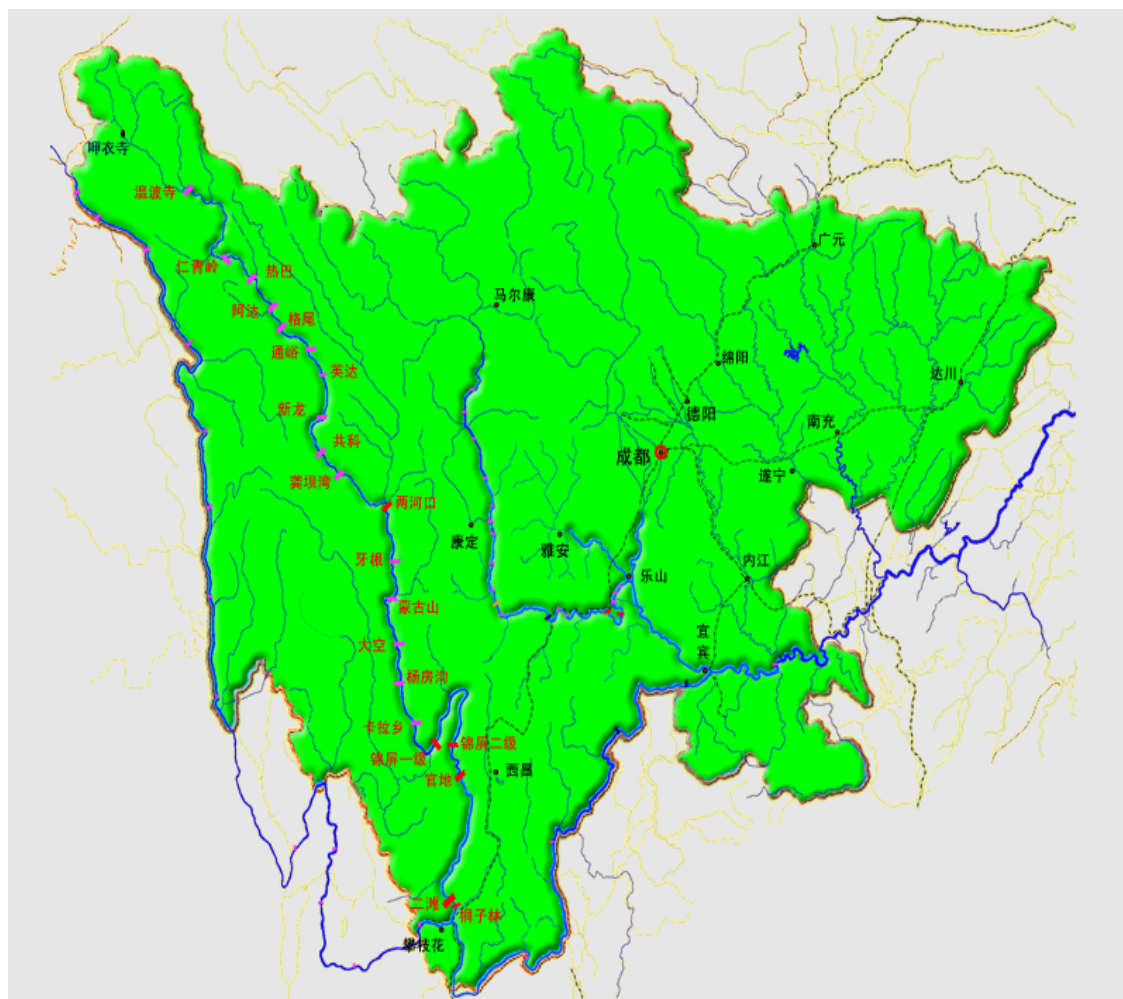 呷衣寺
温波寺
广元
仁青岭
热巴
马尔康
阿达
格尾
通峪
绵阳
英达
达川
新龙
德阳
南充
共科
成都
遂宁
龚坝湾
两河口
康定
雅安
牙根
内江
乐山
蒙古山
宜
宾
大空
杨房沟
卡拉乡
锦屏二级
锦屏一级
西昌
官地
二滩
桐子林
攀枝花